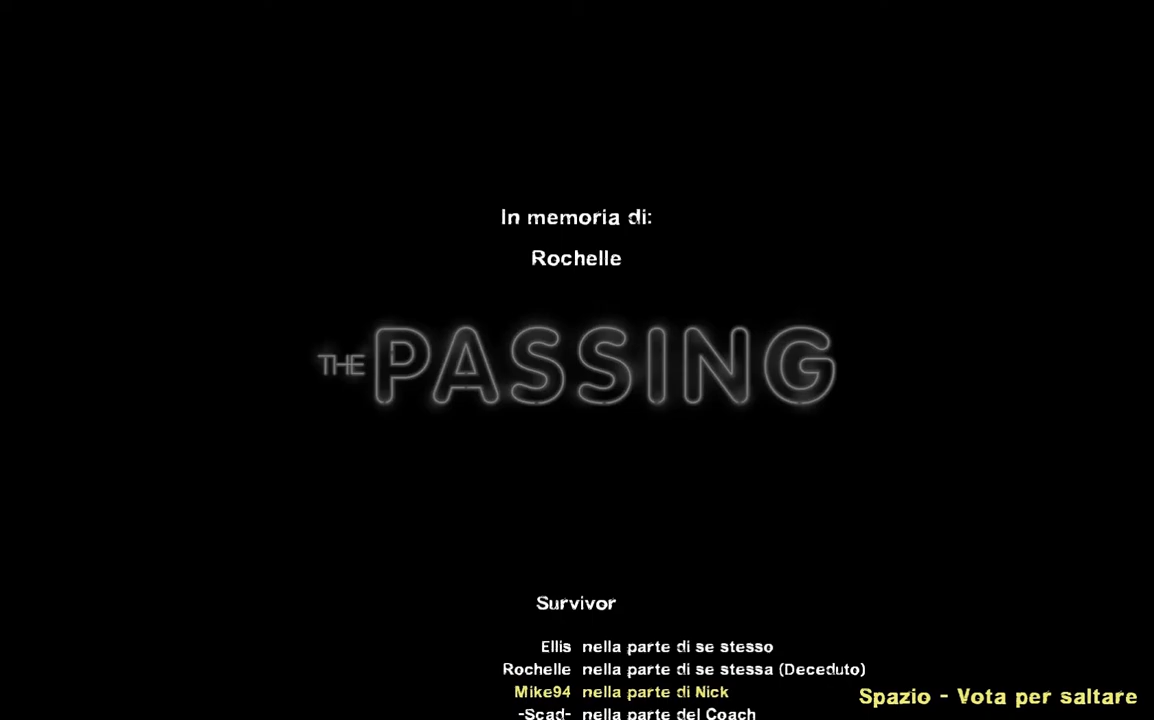 In memoria di:
Rochelle
THE PASSING
Survivor
Ellis nella parte di se stesso
Rochelle nella parte di se stessa (Deceduto)
Mike94 nella parte di Nick
Spazio - Vota per saltare
-Scad- nella parte del Coach